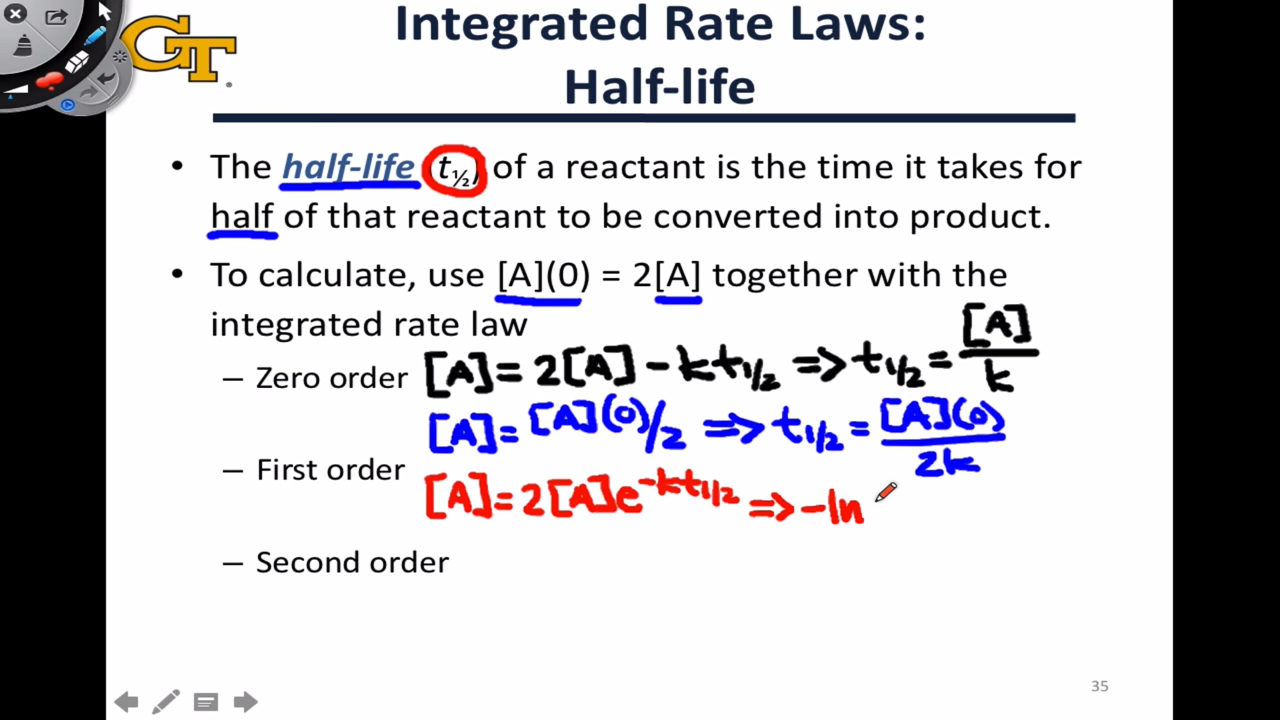 GT
Integrated Rate Laws:
Half-life
• The half-life (t½) of a reactant is the time it takes for
half of that reactant to be converted into product.
• To calculate, use [A](0) = 2[A] together with the
integrated rate law
– Zero order [A] = 2[A] - kt1/2 => t1/2 = [A]/k
[A] = [A](0)/2 => t1/2 = [A](0)/2k
– First order
[A] = 2[A]e^-kt1/2 => -ln
– Second order
35